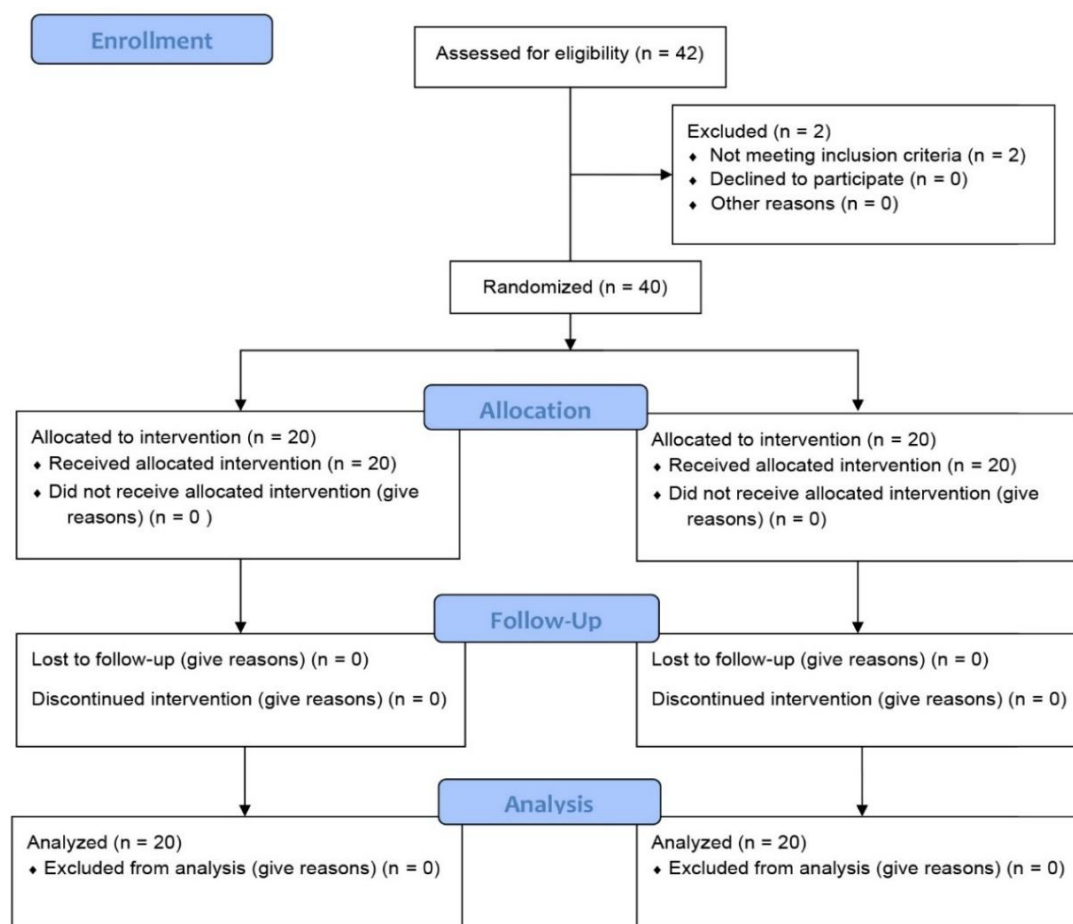 Enrollment
Assessed for eligibility (n = 42)
Excluded (n = 2)
⬧ Not meeting inclusion criteria (n = 2)
⬧ Declined to participate (n = 0)
⬧ Other reasons (n = 0)
Randomized (n = 40)
Allocation
Allocated to intervention (n = 20)
⬧ Received allocated intervention (n = 20)
⬧ Did not receive allocated intervention (give
reasons) (n = 0 )
Allocated to intervention (n = 20)
⬧ Received allocated intervention (n = 20)
⬧ Did not receive allocated intervention (give
reasons) (n = 0)
Follow-Up
Lost to follow-up (give reasons) (n = 0)
Discontinued intervention (give reasons) (n = 0)
Lost to follow-up (give reasons) (n = 0)
Discontinued intervention (give reasons) (n = 0)
Analysis
Analyzed (n = 20)
⬧ Excluded from analysis (give reasons) (n = 0)
Analyzed (n = 20)
⬧ Excluded from analysis (give reasons) (n = 0)